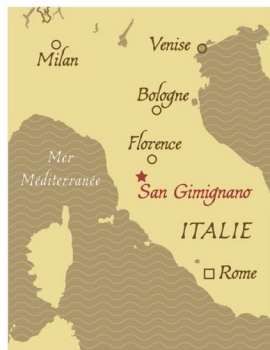 Milan
Venise
Bologne
Florence
Mer
Méditerranée
San Gimignano
ITALIE
Rome